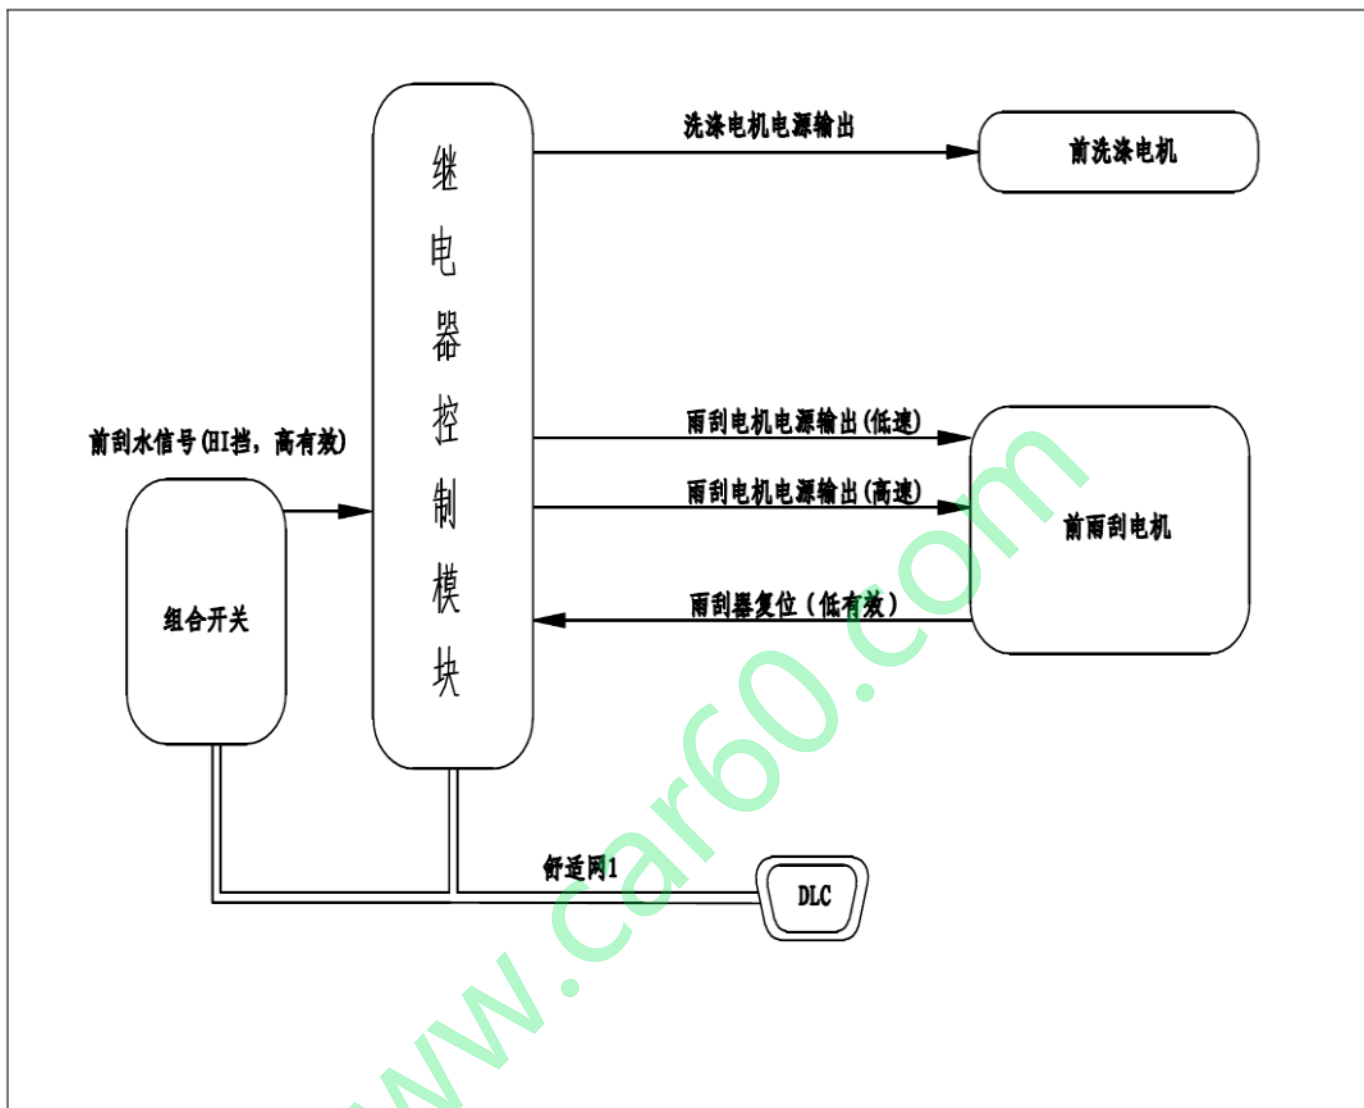 洗涤电机电源输出
前洗涤电机
继电器控制模块
雨刮电机电源输出(低速)
前刮水信号(HI挡，高有效)
雨刮电机电源输出(高速)
前雨刮电机
雨刮器复位（低有效）
组合开关
舒适网1
DLC
www.car60.com